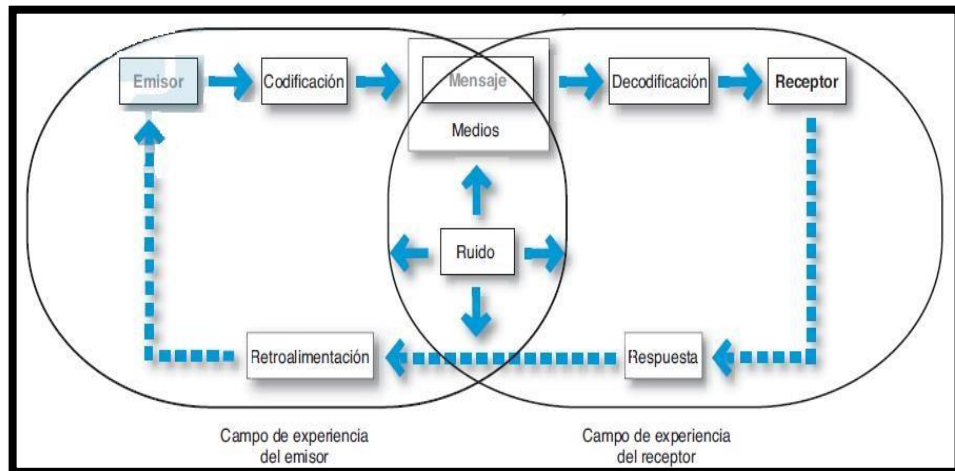 Emisor
Codificación
Mensaje
Medios
Decodificación
Receptor
Ruido
Retroalimentación
Respuesta
Campo de experiencia
del emisor
Campo de experiencia
del receptor